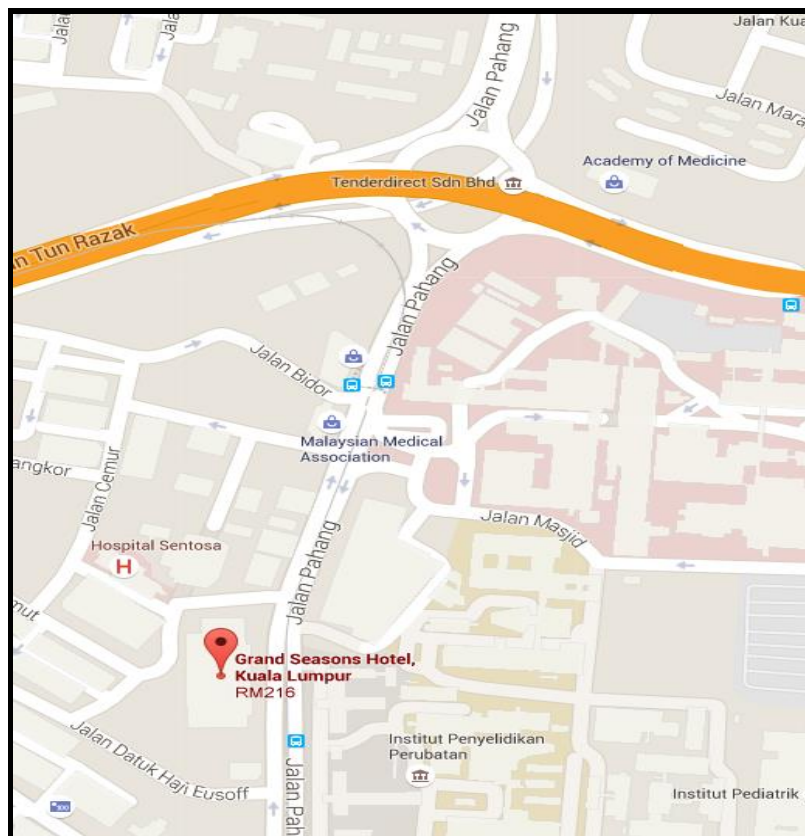 Jalan Kua
Jalan Pahang
Jalan Mara
Academy of Medicine
Tenderdirect Sdn Bhd
n Tun Razak
Jalan Pahang
Jalan Bidor
Malaysian Medical
Association
angkor
Jalan Cemur
Jalan Masjid
Jalan Pahang
Hospital Sentosa
H
mut
Grand Seasons Hotel,
Kuala Lumpur
RM216
Jalan Datuk Haji Eusoff
Jalan Pah
Institut Penyelidikan
Perubatan
Institut Pediatrik